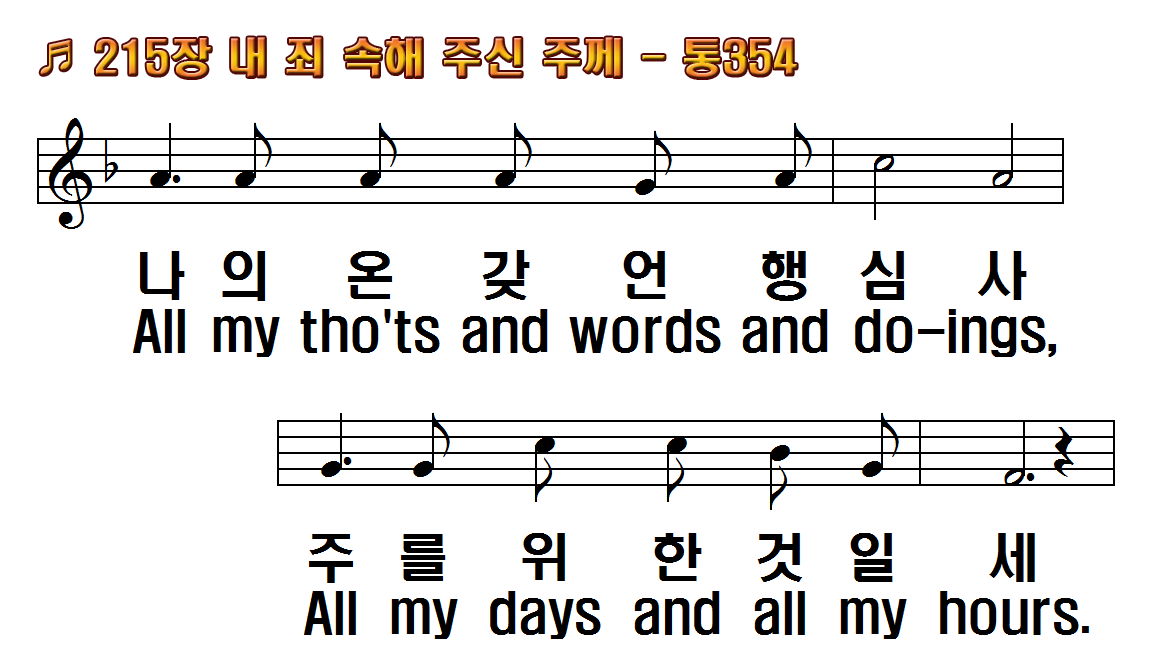 ♬ 215장 내 죄 속해 주신 주께 - 통354
나 의 온 갖 언 행 심 사
All my tho'ts and words and do-ings,
주 를 위 한 것 일 세
All my days and all my hours.